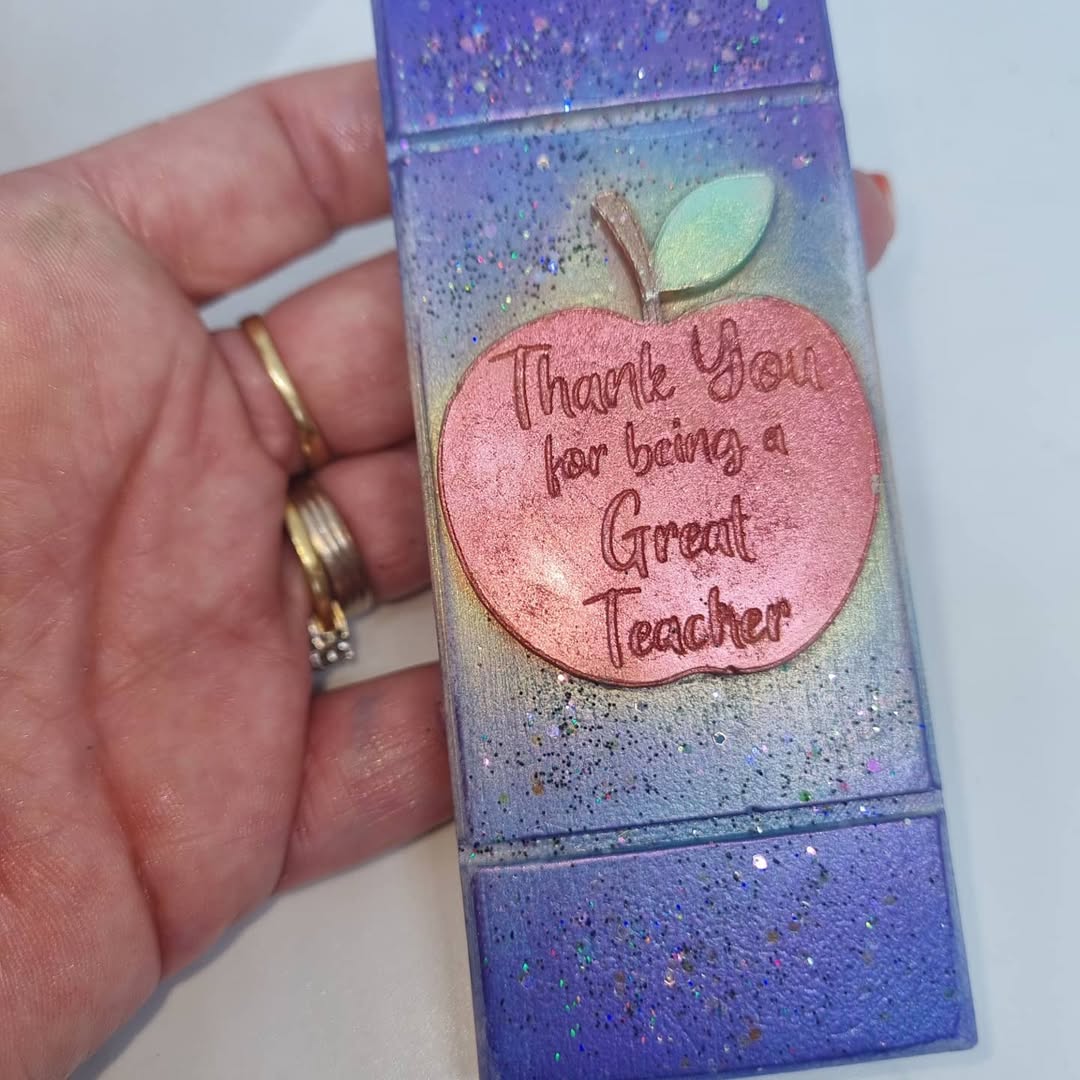 Thank You
for being a
Great
Teacher